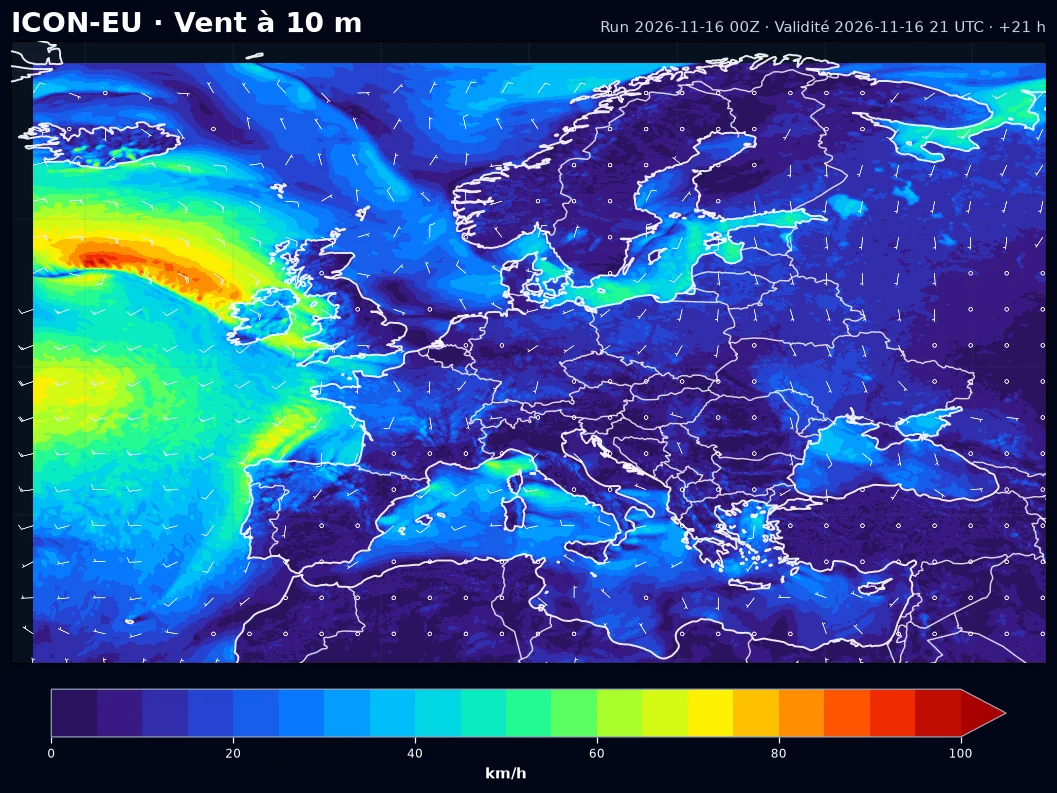 ICON-EU · Vent à 10 m
Run 2026-11-16 00Z · Validité 2026-11-16 21 UTC · +21 h
0 20 40 60 80 100
km/h